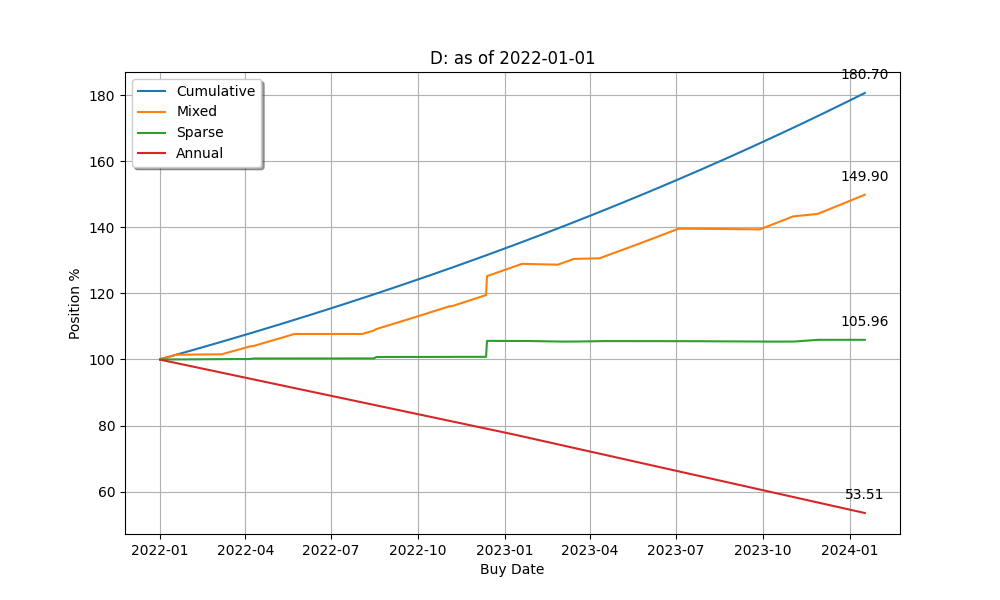 D: as of 2022-01-01
Cumulative
Mixed
Sparse
Annual
180.70
149.90
105.96
53.51
Position %
180
160
140
120
100
80
60
2022-01 2022-04 2022-07 2022-10 2023-01 2023-04 2023-07 2023-10 2024-01
Buy Date